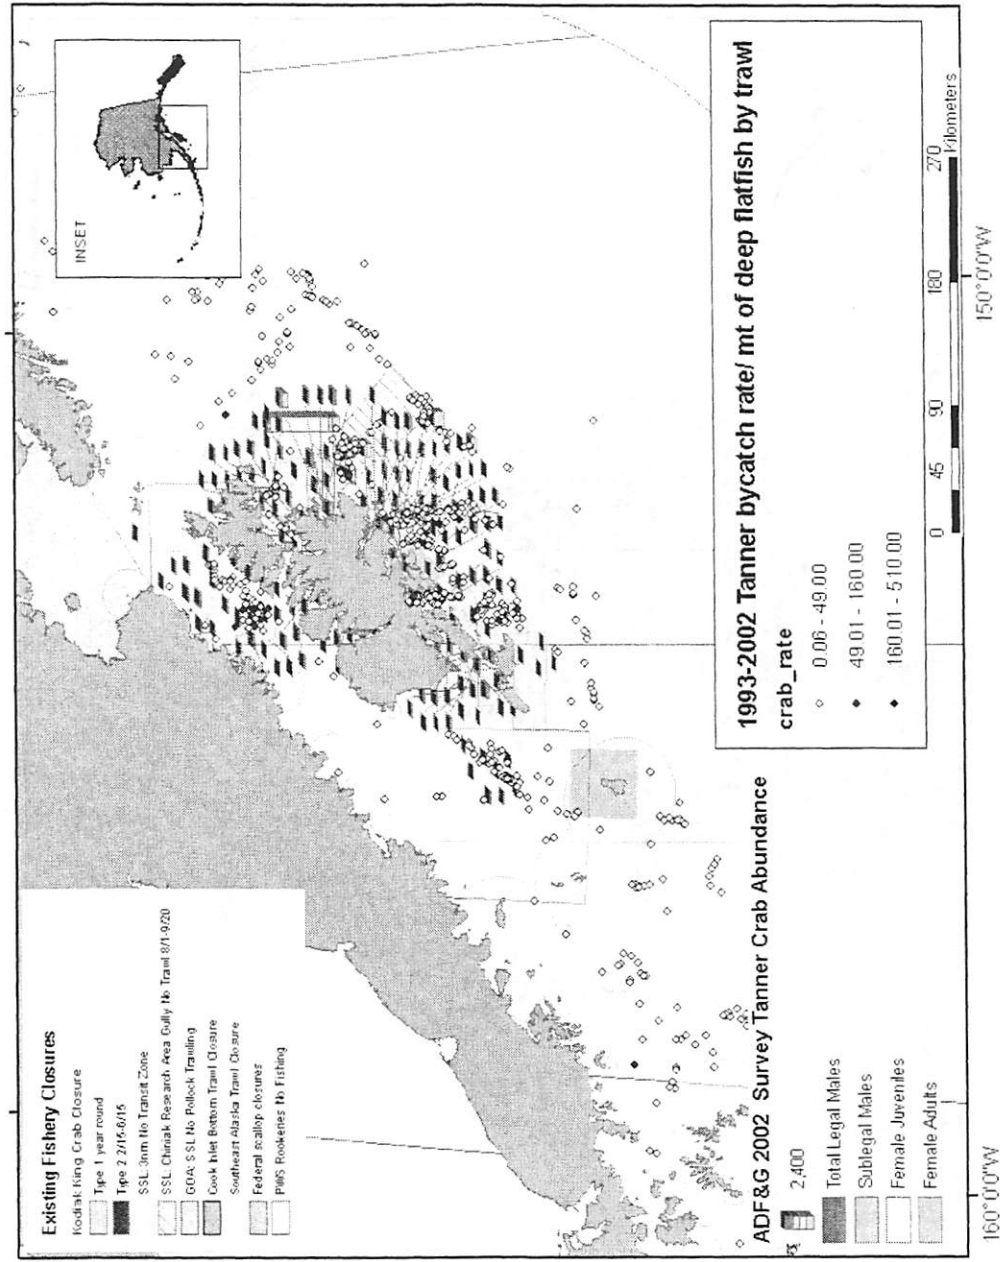 Existing Fishery Closures
Kodiak King Crab Closure
Type 1 year round
Type 2 2/15-6/15
SSL: 3nm No Transit Zone
SSL: Chiniak Research Area Gully No Trawl 8/1-9/20
GOA: SSL No Pollock Trawling
Cook Inlet Bottom Trawl Closure
Southeast Alaska Trawl Closure
Federal scallop closures
PWS Rookeries No Fishing
INSET
ADF&G 2002 Survey Tanner Crab Abundance
2,400
Total Legal Males
Sublegal Males
Female Juveniles
Female Adults
1993-2002 Tanner bycatch rate/ mt of deep flatfish by trawl
crab_rate
0.06 - 49.00
49.01 - 160.00
160.01 - 510.00
0 45 90 180 270
Kilometers
160°0'0"W
150°0'0"W